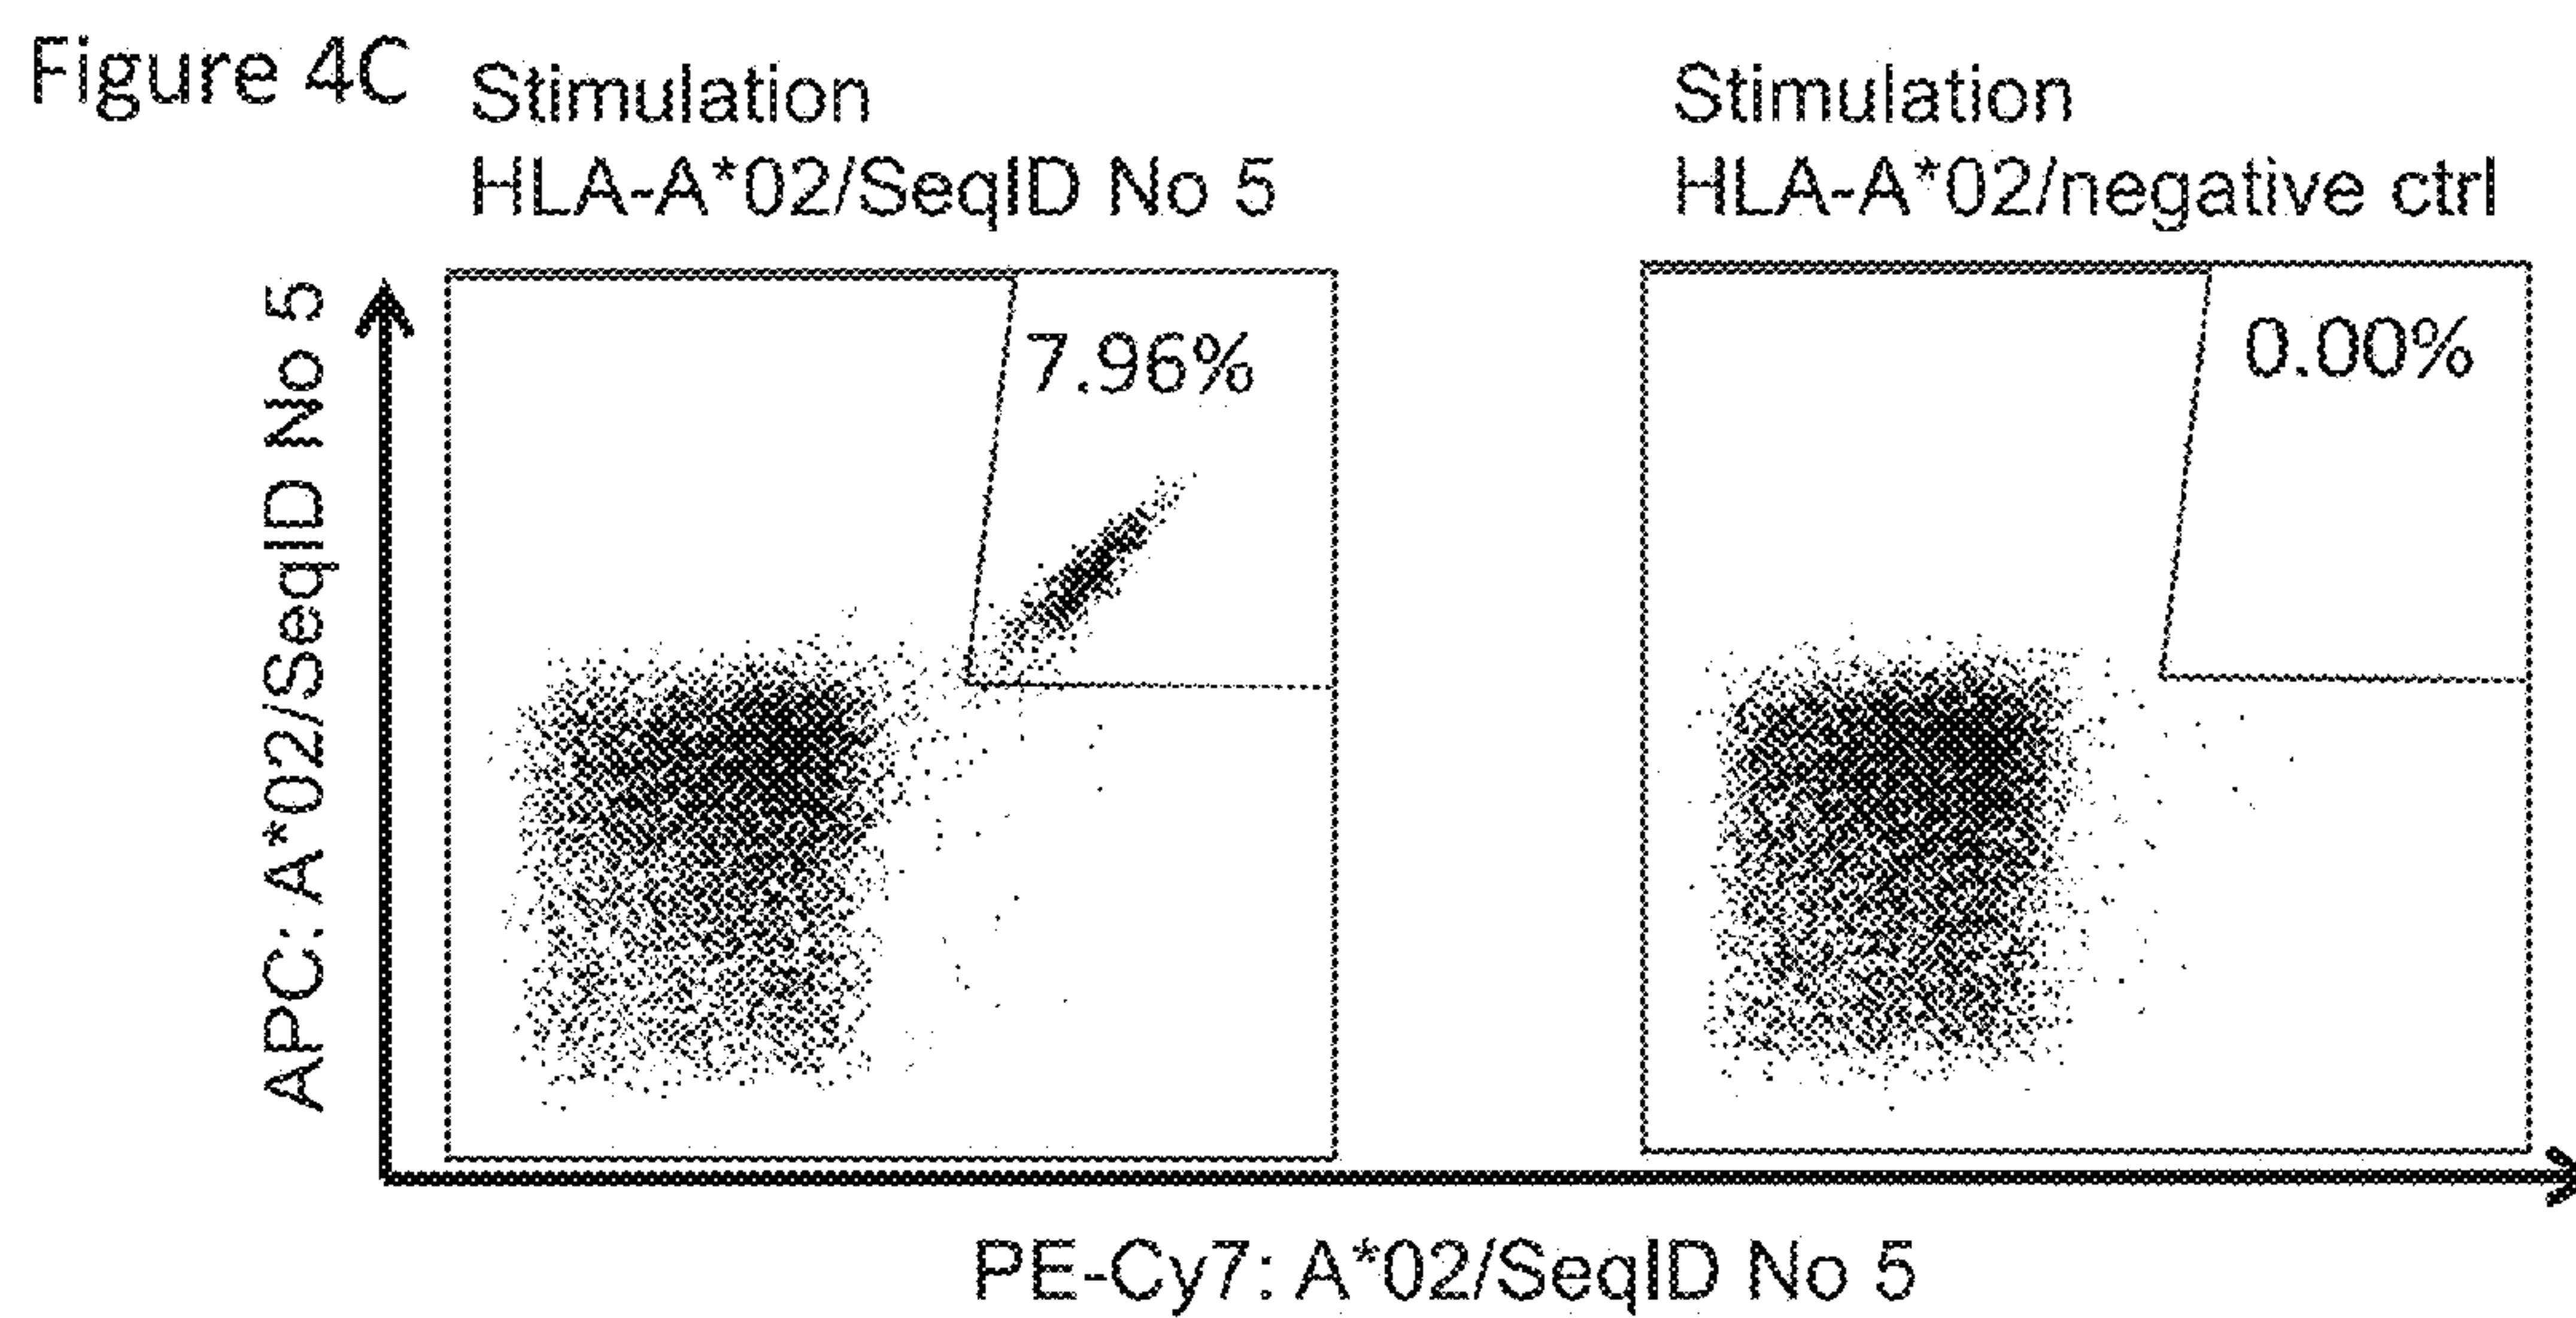 Figure 4C
Stimulation
HLA-A*02/SeqID No 5
Stimulation
HLA-A*02/negative ctrl
7.96%
0.00%
APC: A*02/SeqID No 5
PE-Cy7: A*02/SeqID No 5